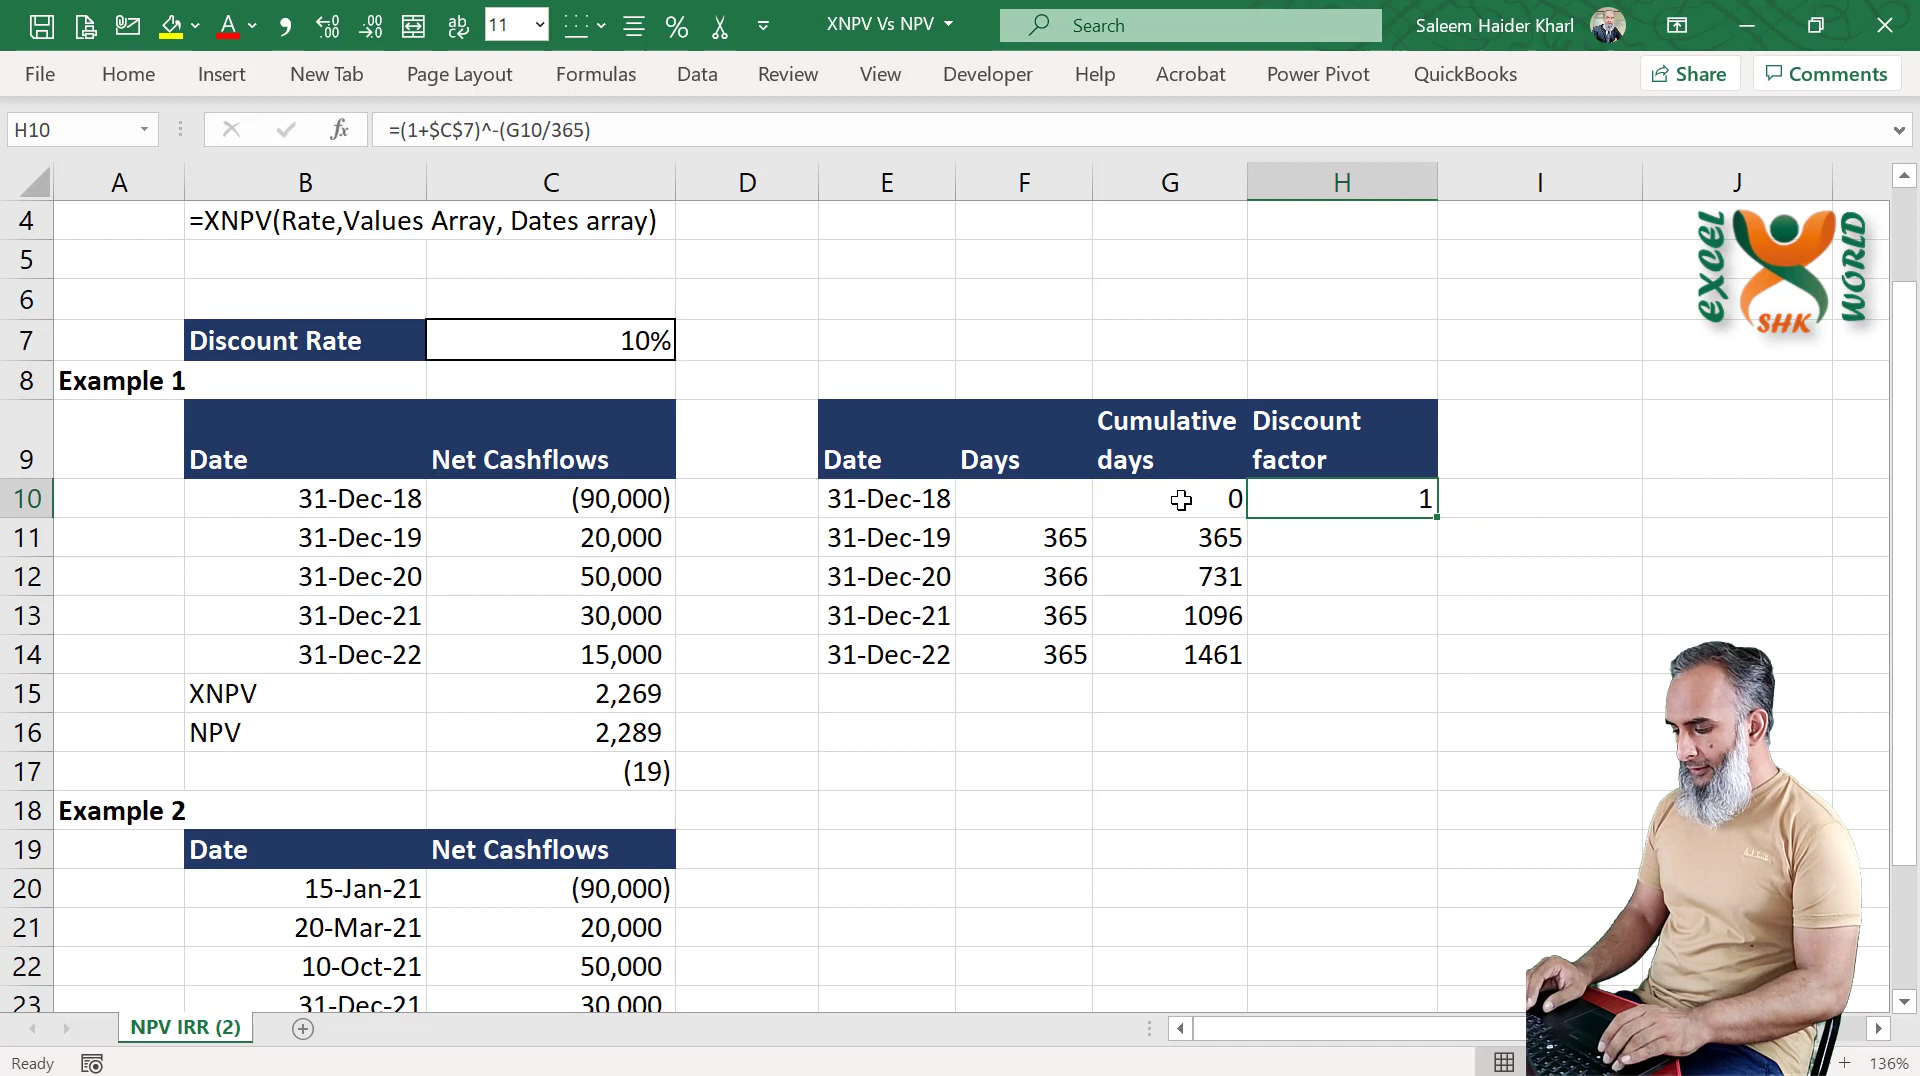 11
XNPV Vs NPV
Search
Saleem Haider Kharl
File Home Insert New Tab Page Layout Formulas Data Review View Developer Help Acrobat Power Pivot QuickBooks Share Comments
H10 fx =(1+$C$7)^-(G10/365)
A B C D E F G H I J
4 =XNPV(Rate,Values Array, Dates array)
5
6
7 Discount Rate 10%
8 Example 1
9 Date Net Cashflows Date Days Cumulative days Discount factor
10 31-Dec-18 (90,000) 31-Dec-18 0 1
11 31-Dec-19 20,000 31-Dec-19 365 365
12 31-Dec-20 50,000 31-Dec-20 366 731
13 31-Dec-21 30,000 31-Dec-21 365 1096
14 31-Dec-22 15,000 31-Dec-22 365 1461
15 XNPV 2,269
16 NPV 2,289
17 (19)
18 Example 2
19 Date Net Cashflows
20 15-Jan-21 (90,000)
21 20-Mar-21 20,000
22 10-Oct-21 50,000
23 31-Dec-21 30,000
NPV IRR (2)
Ready
136%
eXCEL
WORLD
SHK